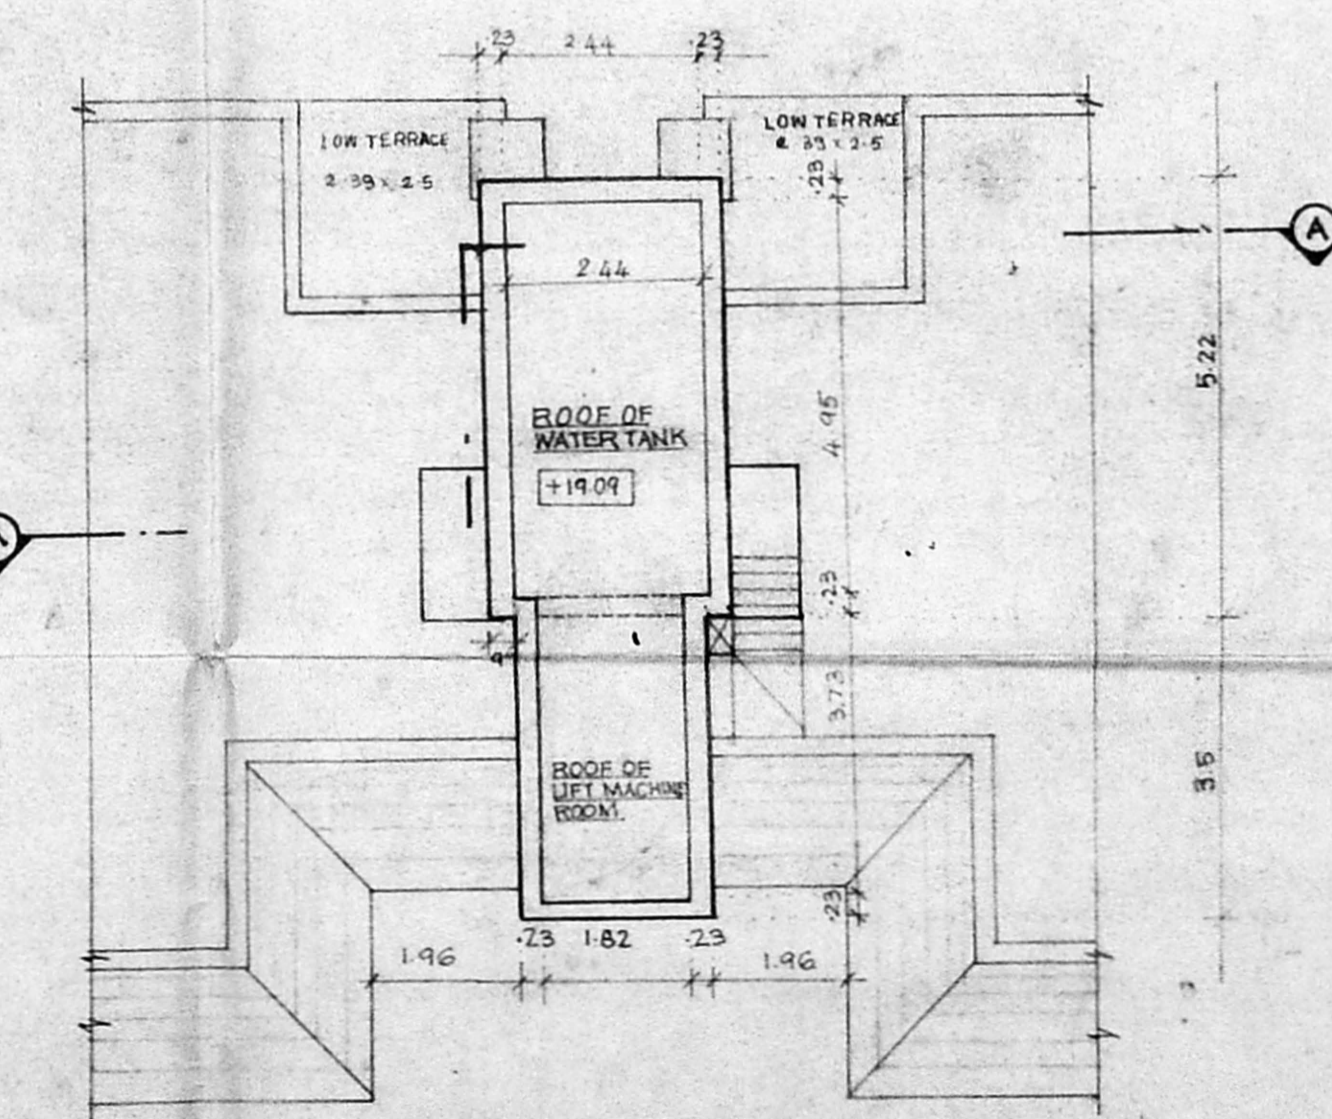 .23 2.44 .23
LOW TERRACE
2.39 x 2.5
LOW TERRACE
2.39 x 2.5
.23
A
2.44
5.22
4.95
ROOF OF
WATER TANK
+19.09
.23
3.73
3.5
ROOF OF
LIFT MACHINE
ROOM.
.23
.23 1.82 .23
1.96
1.96